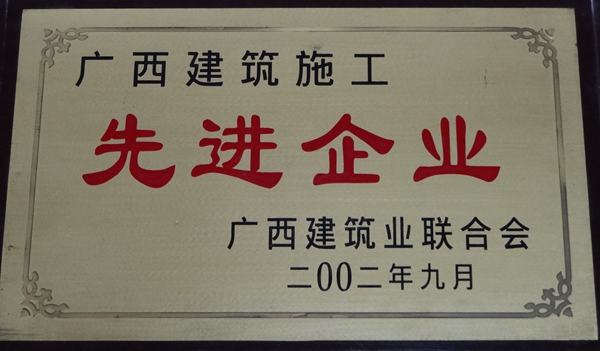 广西建筑施工
先进企业
广西建筑业联合会
二00二年九月